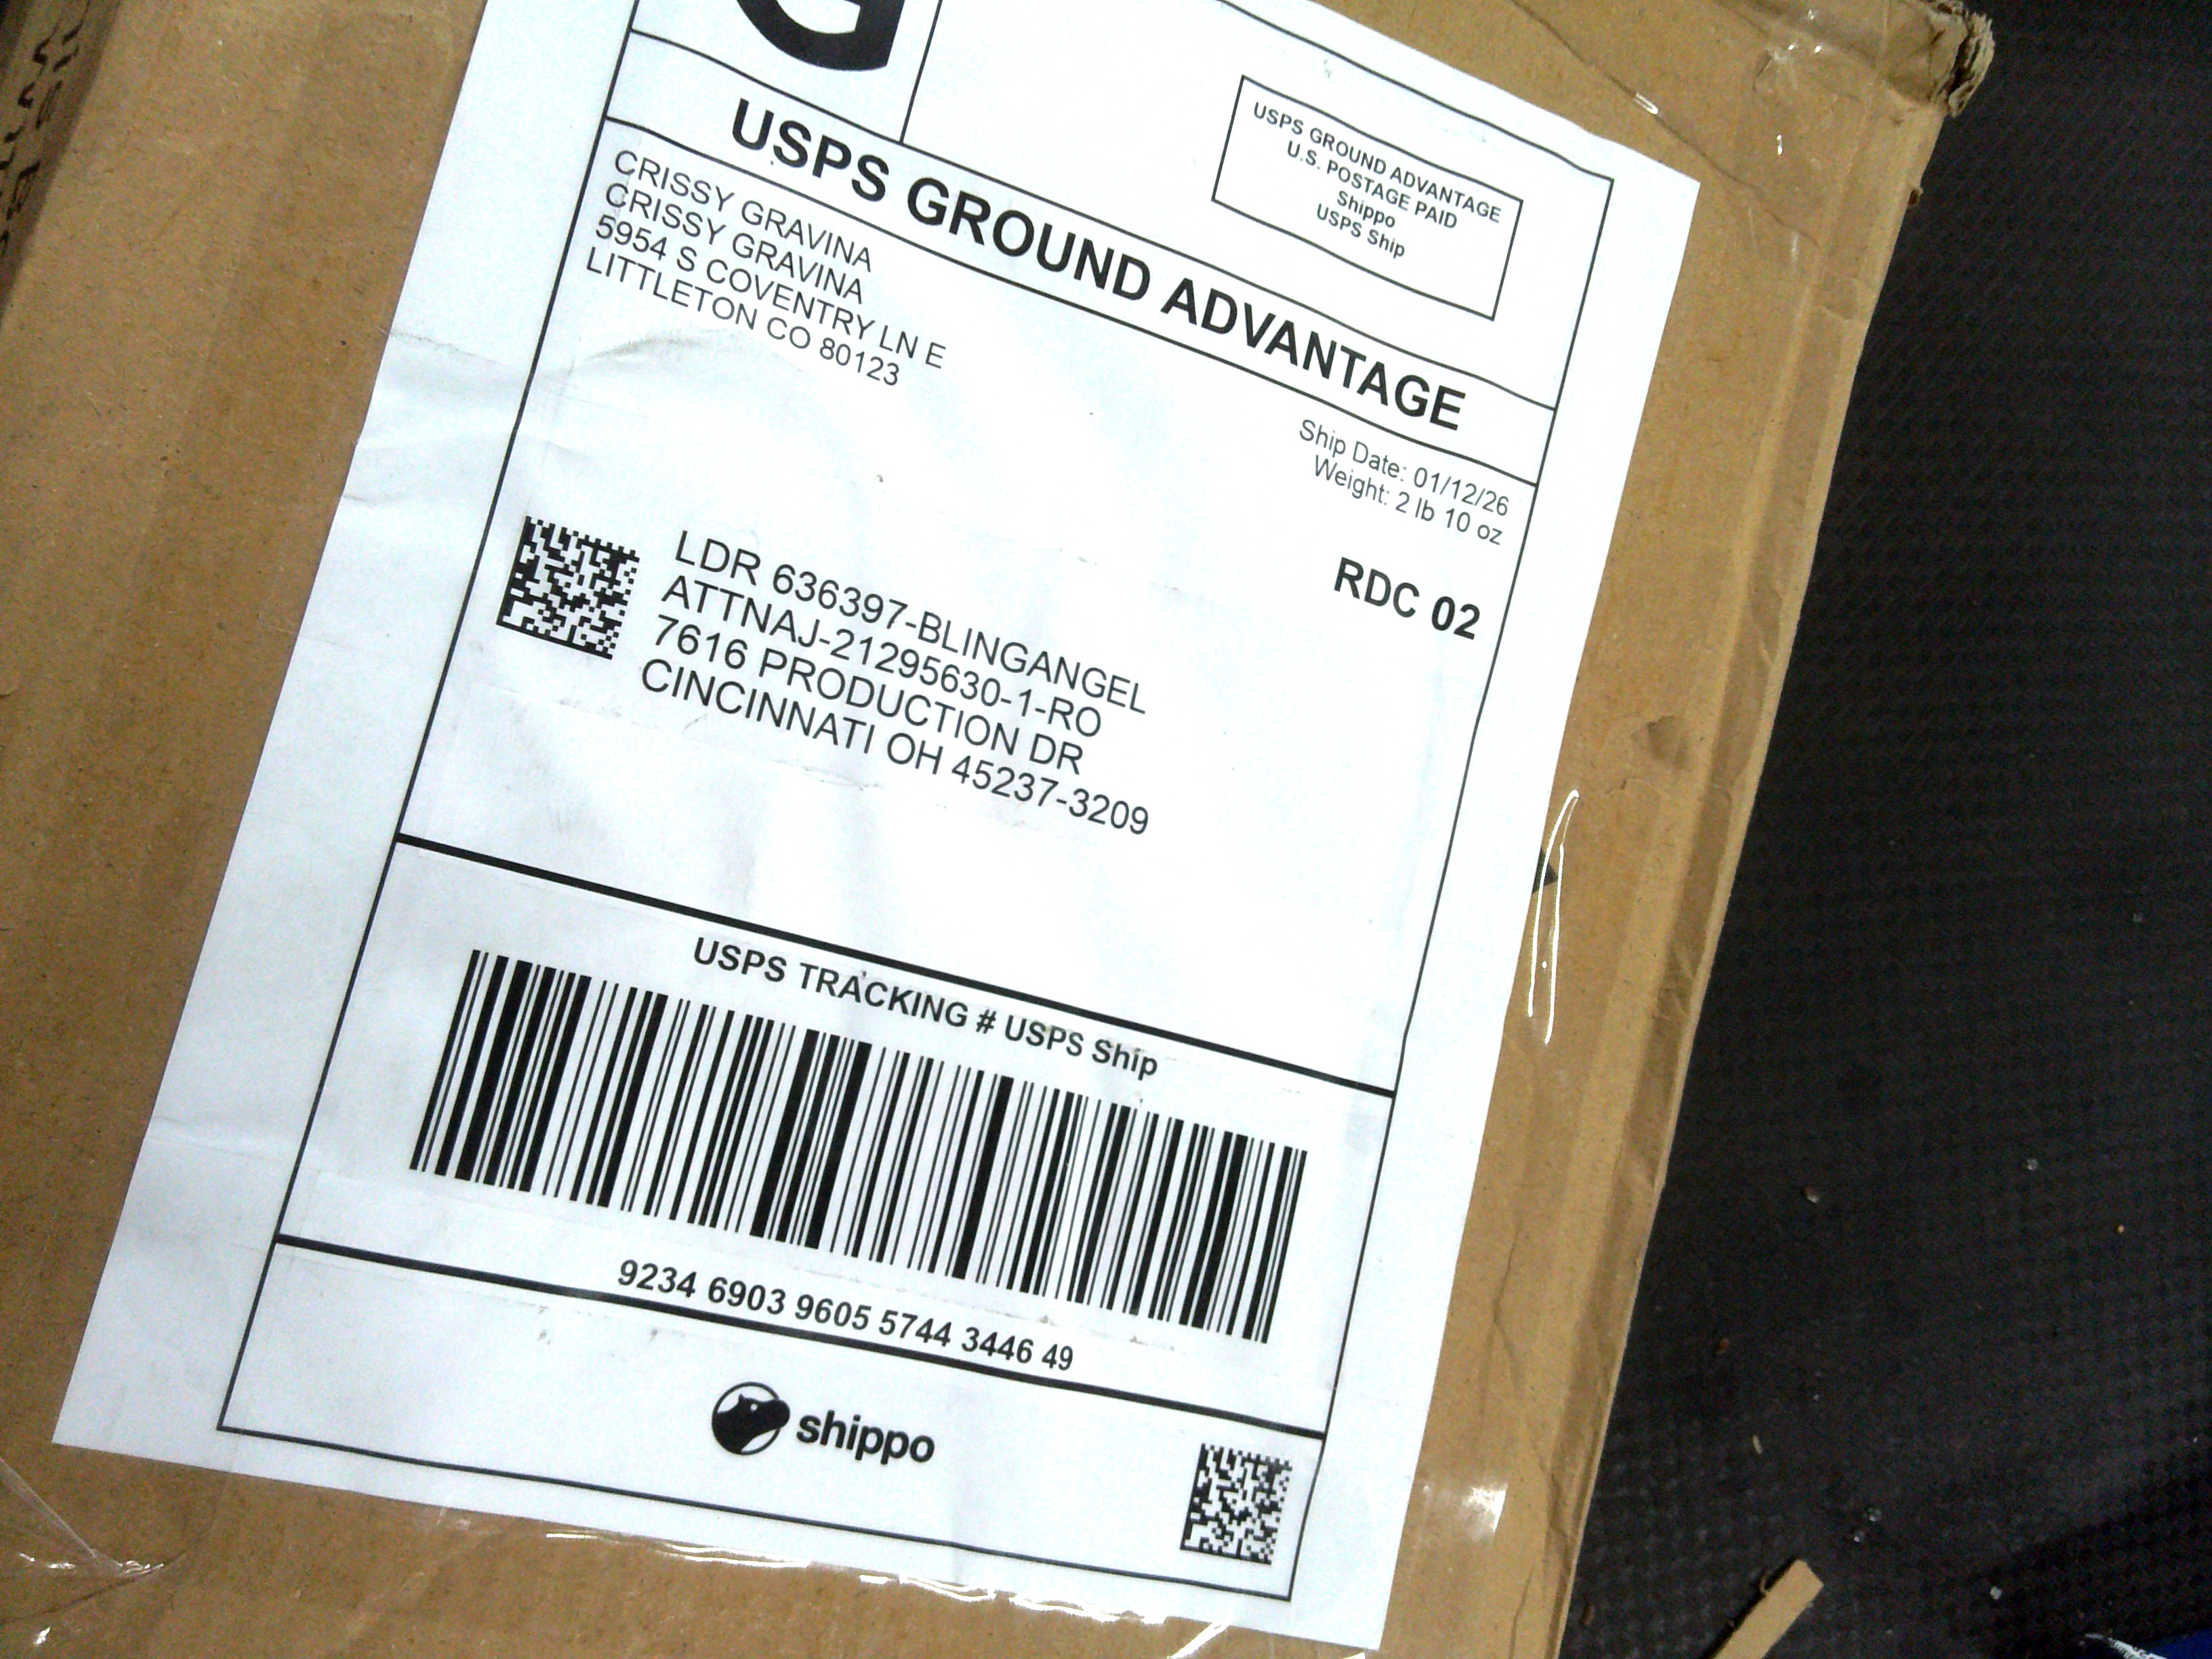 G
USPS GROUND ADVANTAGE
U.S. POSTAGE PAID
Shippo
USPS Ship
USPS GROUND ADVANTAGE
CRISSY GRAVINA
CRISSY GRAVINA
5954 S COVENTRY LN E
LITTLETON CO 80123
Ship Date: 01/12/26
Weight: 2 lb 10 oz
RDC 02
LDR 636397-BLINGANGEL
ATTNAJ-21295630-1-RO
7616 PRODUCTION DR
CINCINNATI OH 45237-3209
USPS TRACKING # USPS Ship
9234 6903 9605 5744 3446 49
shippo